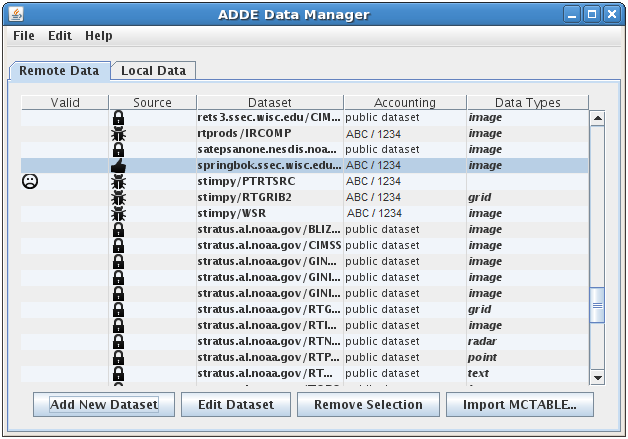 ADDE Data Manager
File Edit Help
Remote Data Local Data
Valid Source Dataset Accounting Data Types
rets3.ssec.wisc.edu/CIM... public dataset image
rtprods/IRCOMP ABC / 1234 image
satepsanone.nesdis.noa... public dataset image
springbok.ssec.wisc.edu... ABC / 1234 image
stimpy/PTRTSRC ABC / 1234
stimpy/RTGRIB2 ABC / 1234 grid
stimpy/WSR ABC / 1234 image
stratus.al.noaa.gov/BLIZ... public dataset image
stratus.al.noaa.gov/CIMSS public dataset image
stratus.al.noaa.gov/GIN... public dataset image
stratus.al.noaa.gov/GINI... public dataset image
stratus.al.noaa.gov/GINI... public dataset image
stratus.al.noaa.gov/RTG... public dataset grid
stratus.al.noaa.gov/RTI... public dataset image
stratus.al.noaa.gov/RTN... public dataset radar
stratus.al.noaa.gov/RTP... public dataset point
stratus.al.noaa.gov/RT... public dataset text
Add New Dataset Edit Dataset Remove Selection Import MCTABLE...